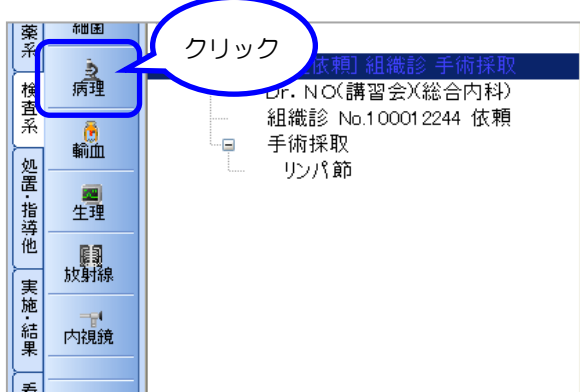 薬系
検査系
処置・指導他
実施・結果
看
細菌
病理
輸血
生理
放射線
内視鏡
クリック
依頼] 組織診 手術採取
Dr. NO(講習会)(総合内科)
組織診 No.100012244 依頼
手術採取
リンパ節